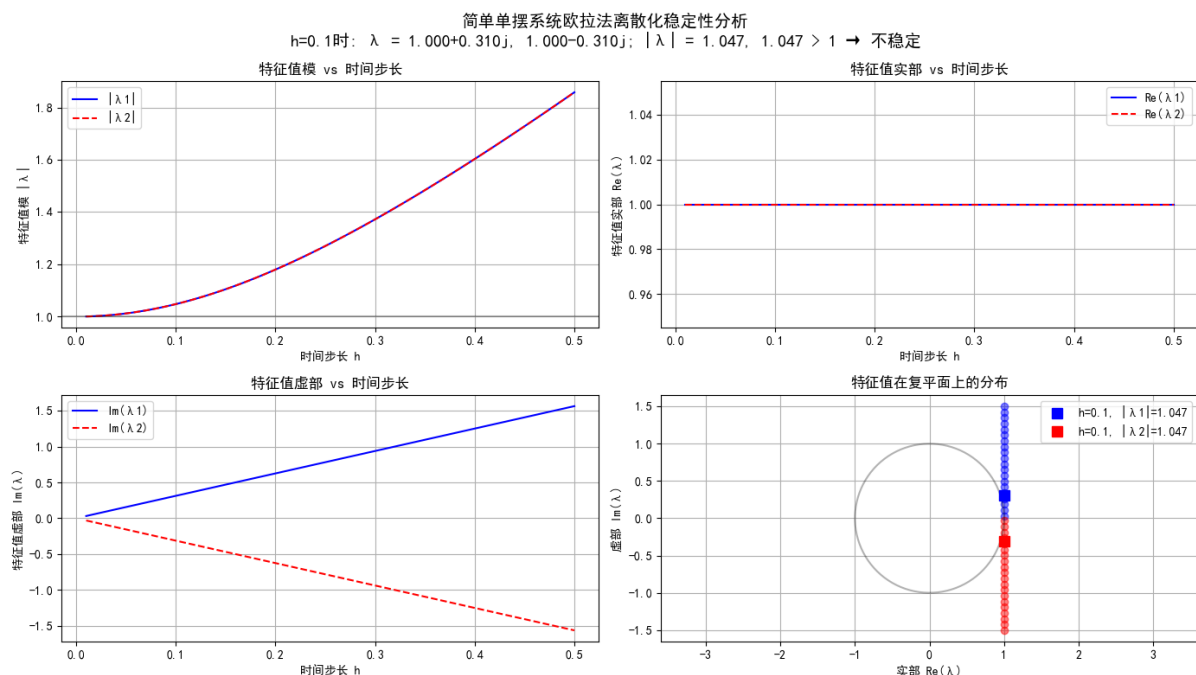 简单单摆系统欧拉法离散化稳定性分析
h=0.1时: λ = 1.000+0.310j, 1.000-0.310j; |λ| = 1.047, 1.047 > 1 → 不稳定
特征值模 vs 时间步长
|λ1|
|λ2|
特征值模 |λ|
1.8
1.6
1.4
1.2
1.0
0.0 0.1 0.2 0.3 0.4 0.5
时间步长 h
特征值实部 vs 时间步长
Re(λ1)
Re(λ2)
特征值实部 Re(λ)
1.04
1.02
1.00
0.98
0.96
0.0 0.1 0.2 0.3 0.4 0.5
时间步长 h
特征值虚部 vs 时间步长
Im(λ1)
Im(λ2)
特征值虚部 Im(λ)
1.5
1.0
0.5
0.0
-0.5
-1.0
-1.5
0.0 0.1 0.2 0.3 0.4 0.5
时间步长 h
特征值在复平面上的分布
h=0.1, |λ1|=1.047
h=0.1, |λ2|=1.047
虚部 Im(λ)
1.5
1.0
0.5
0.0
-0.5
-1.0
-1.5
-3 -2 -1 0 1 2 3
实部 Re(λ)